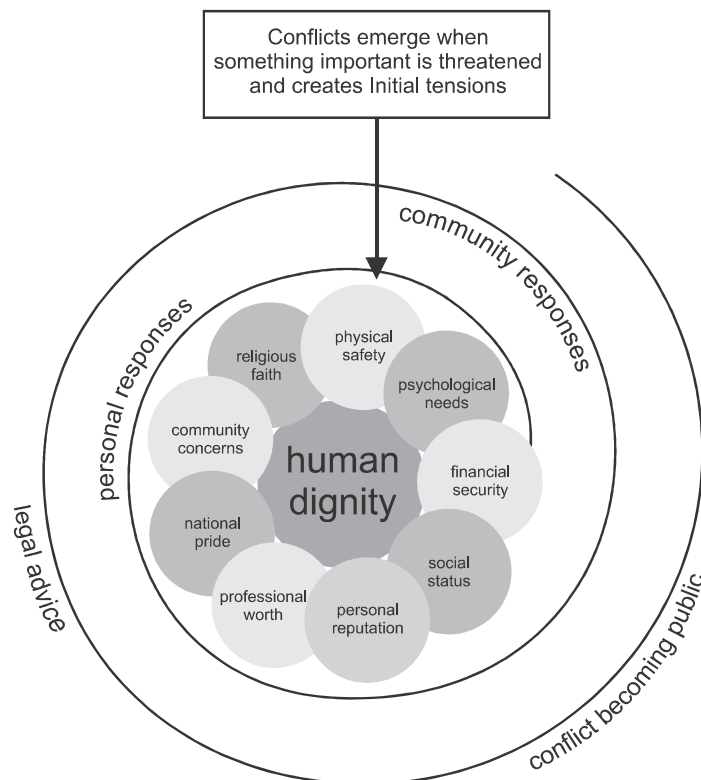 Conflicts emerge when
something important is threatened
and creates Initial tensions
community responses
personal responses
physical
safety
religious
faith
psychological
needs
community
concerns
human
dignity
financial
security
national
pride
social
status
professional
worth
personal
reputation
legal advice
conflict becoming public